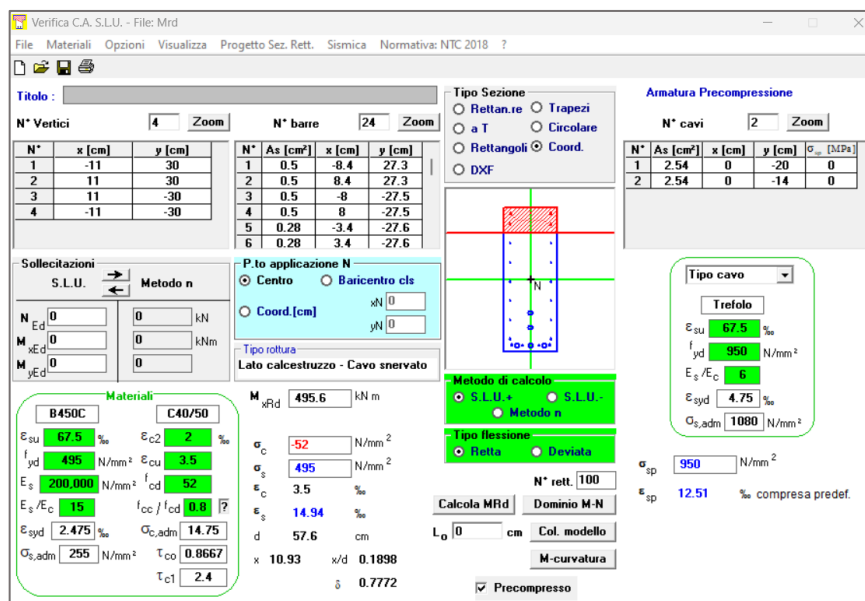 Verifica C.A. S.L.U. - File: Mrd
File Materiali Opzioni Visualizza Progetto Sez. Rett. Sismica Normativa: NTC 2018 ?
Titolo :
N° Vertici 4 Zoom
N° x [cm] y [cm]
1 -11 30
2 11 30
3 11 -30
4 -11 -30
N° barre 24 Zoom
N° As [cm²] x [cm] y [cm]
1 0.5 -8.4 27.3
2 0.5 8.4 27.3
3 0.5 -8 -27.5
4 0.5 8 -27.5
5 0.28 -3.4 -27.6
6 0.28 3.4 -27.6
Tipo Sezione
Rettan.re Trapezi
a T Circolare
Rettangoli Coord.
DXF
Armatura Precompressione
N° cavi 2 Zoom
N° As [cm²] x [cm] y [cm] σsp [MPa]
1 2.54 0 -20 0
2 2.54 0 -14 0
Sollecitazioni
S.L.U. Metodo n
N Ed 0 0 kN
M xEd 0 0 kNm
M yEd 0 0
P.to applicazione N
Centro Baricentro cls
Coord.[cm] xN 0
yN 0
Tipo rottura
Lato calcestruzzo - Cavo snervato
N
Tipo cavo
Trefolo
εsu 67.5 ‰
fyd 950 N/mm²
Es /Ec 6
εsyd 4.75 ‰
σs,adm 1080 N/mm²
Materiali
B450C C40/50
εsu 67.5 ‰ εc2 2 ‰
fyd 495 N/mm² εcu 3.5
Es 200,000 N/mm² fcd 52
Es /Ec 15 fcc / fcd 0.8 ?
εsyd 2.475 ‰ σc,adm 14.75
σs,adm 255 N/mm² τco 0.8667
τc1 2.4
M xRd 495.6 kN m
σc -52 N/mm²
σs 495 N/mm²
εc 3.5 ‰
εs 14.94 ‰
d 57.6 cm
x 10.93 x/d 0.1898
δ 0.7772
Metodo di calcolo
S.L.U.+ S.L.U.-
Metodo n
Tipo flessione
Retta Deviata
N° rett. 100
Calcola MRd Dominio M-N
Lo 0 cm Col. modello
M-curvatura
Precompresso
σsp 950 N/mm²
εsp 12.51 ‰ compresa predef.